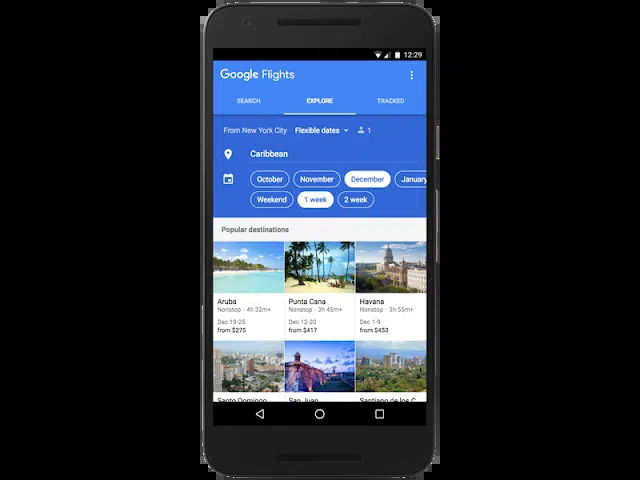 12:29
Google Flights
SEARCH EXPLORE TRACKED
From New York City Flexible dates 1
Caribbean
October November December January
Weekend 1 week 2 week
Popular destinations
Aruba Punta Cana Havana
Nonstop · 4h 32m+ Nonstop · 3h 45m+ Nonstop · 3h 55m+
Dec 19-25 Dec 12-20 Dec 1-9
from $275 from $417 from $453
Santo Domingo San Juan Santiago de los C...